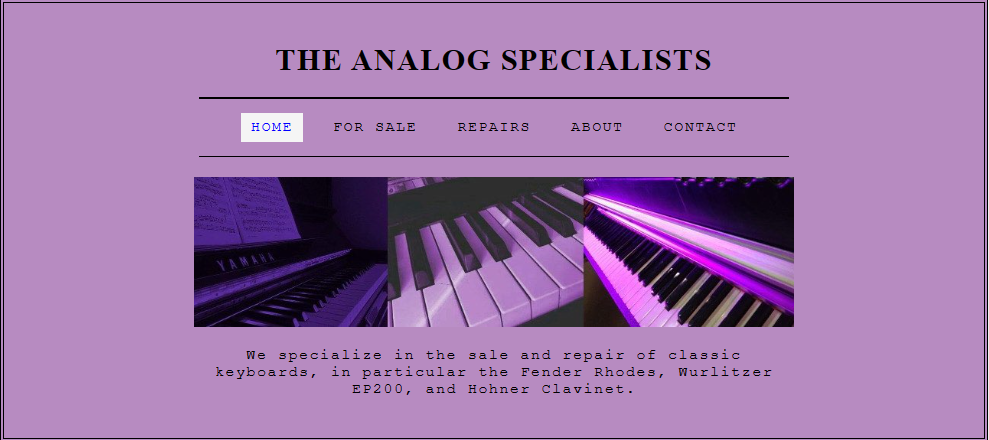 THE ANALOG SPECIALISTS
HOME FOR SALE REPAIRS ABOUT CONTACT
YAMAHA
We specialize in the sale and repair of classic
keyboards, in particular the Fender Rhodes, Wurlitzer
EP200, and Hohner Clavinet.